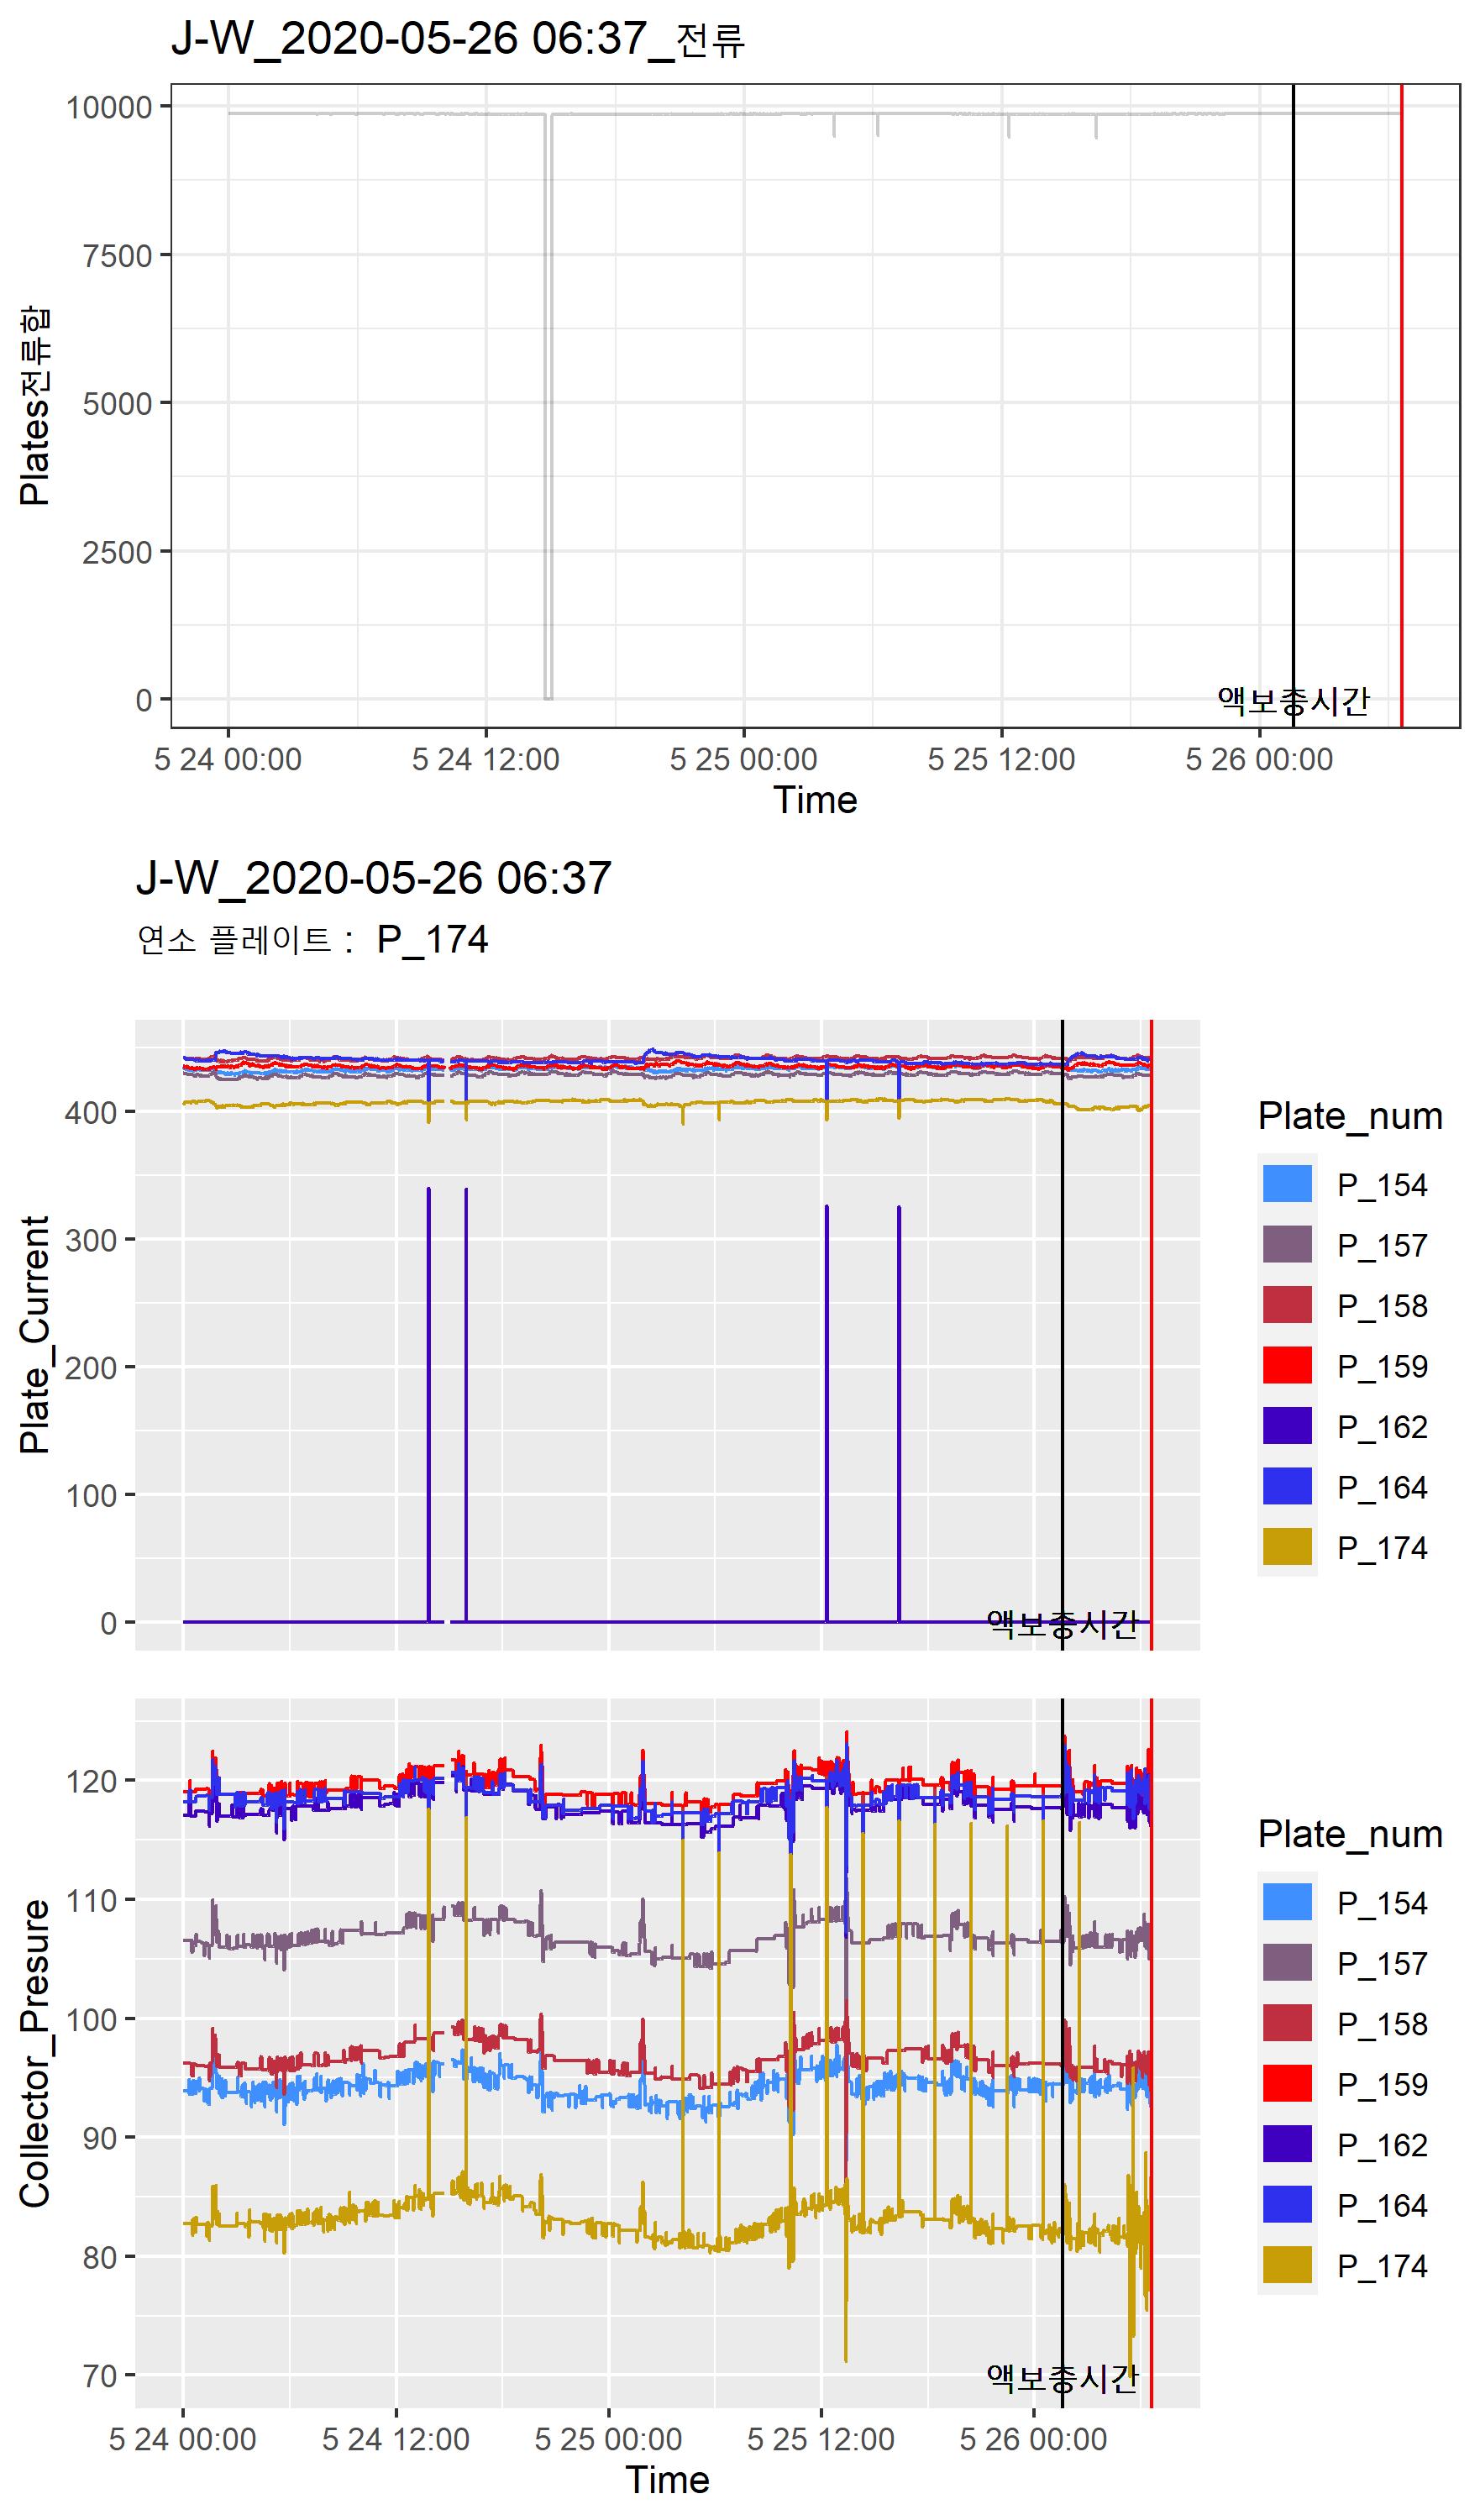 J-W_2020-05-26 06:37_전류
Plates전류합
10000
7500
5000
2500
0
액보충시간
5 24 00:00
5 24 12:00
5 25 00:00
5 25 12:00
5 26 00:00
Time
J-W_2020-05-26 06:37
연소 플레이트 : P_174
Plate_Current
400
300
200
100
0
액보충시간
Plate_num
P_154
P_157
P_158
P_159
P_162
P_164
P_174
Collector_Presure
120
110
100
90
80
70
액보충시간
5 24 00:00
5 24 12:00
5 25 00:00
5 25 12:00
5 26 00:00
Time
Plate_num
P_154
P_157
P_158
P_159
P_162
P_164
P_174